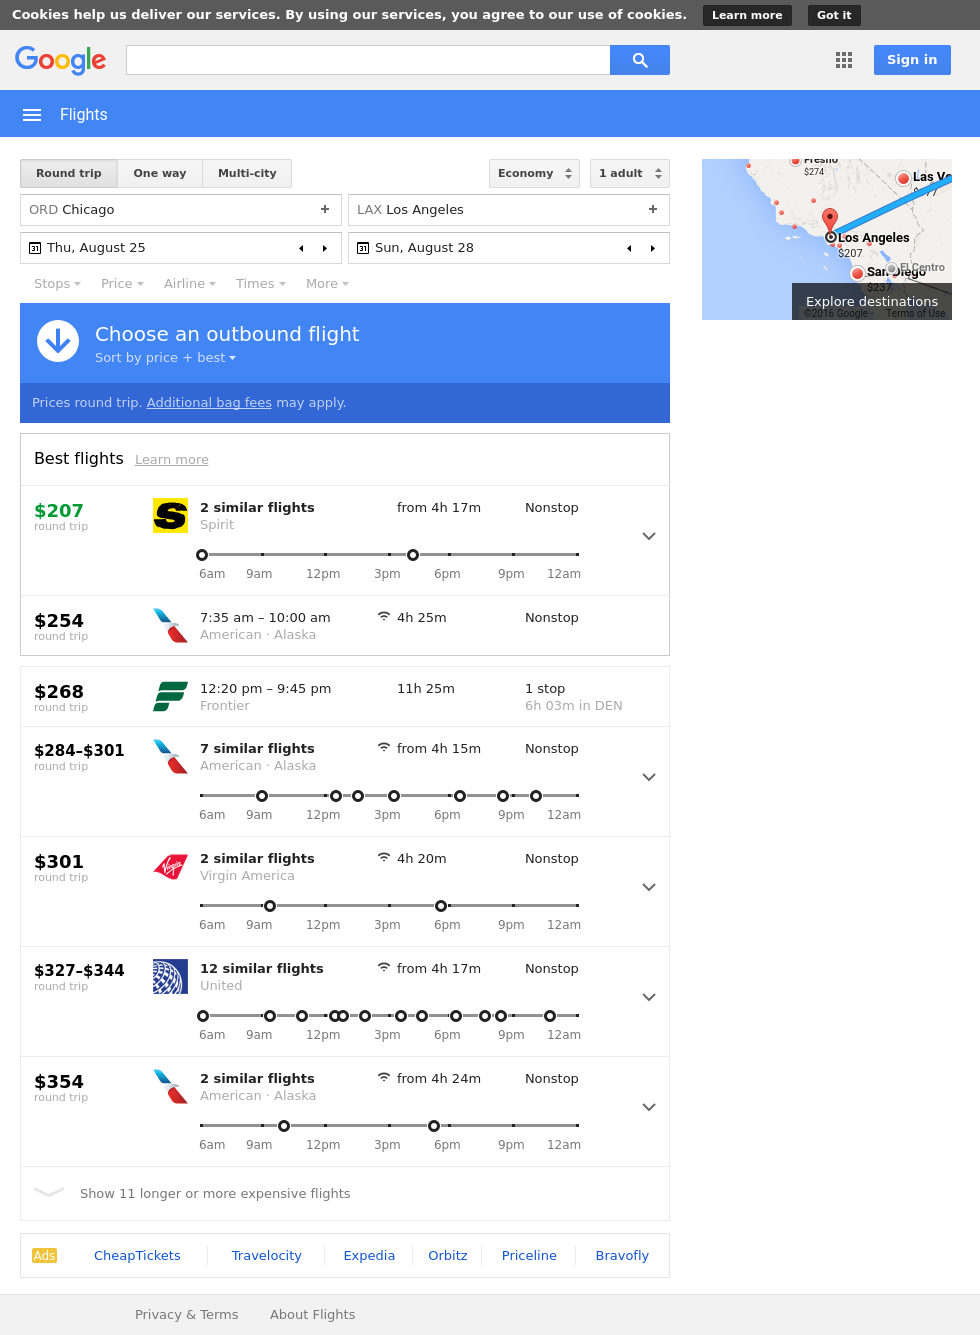 Cookies help us deliver our services. By using our services, you agree to our use of cookies. Learn more Got it
Google
Sign in
Flights
Round trip One way Multi-city Economy 1 adult
ORD Chicago + LAX Los Angeles +
31 Thu, August 25 31 Sun, August 28
Stops Price Airline Times More
Choose an outbound flight
Sort by price + best
Prices round trip. Additional bag fees may apply.
Fresno
$274
Las Ve
Los Angeles
$207
El Centro
San Diego
$237
Explore destinations
©2016 Google - Terms of Use
Best flights Learn more
$207 2 similar flights from 4h 17m Nonstop
round trip Spirit
6am 9am 12pm 3pm 6pm 9pm 12am
$254 7:35 am – 10:00 am 4h 25m Nonstop
round trip American · Alaska
$268 12:20 pm – 9:45 pm 11h 25m 1 stop
round trip Frontier 6h 03m in DEN
$284–$301 7 similar flights from 4h 15m Nonstop
round trip American · Alaska
6am 9am 12pm 3pm 6pm 9pm 12am
$301 2 similar flights 4h 20m Nonstop
round trip Virgin America
6am 9am 12pm 3pm 6pm 9pm 12am
$327–$344 12 similar flights from 4h 17m Nonstop
round trip United
6am 9am 12pm 3pm 6pm 9pm 12am
$354 2 similar flights from 4h 24m Nonstop
round trip American · Alaska
6am 9am 12pm 3pm 6pm 9pm 12am
Show 11 longer or more expensive flights
Ads CheapTickets Travelocity Expedia Orbitz Priceline Bravofly
Privacy & Terms About Flights